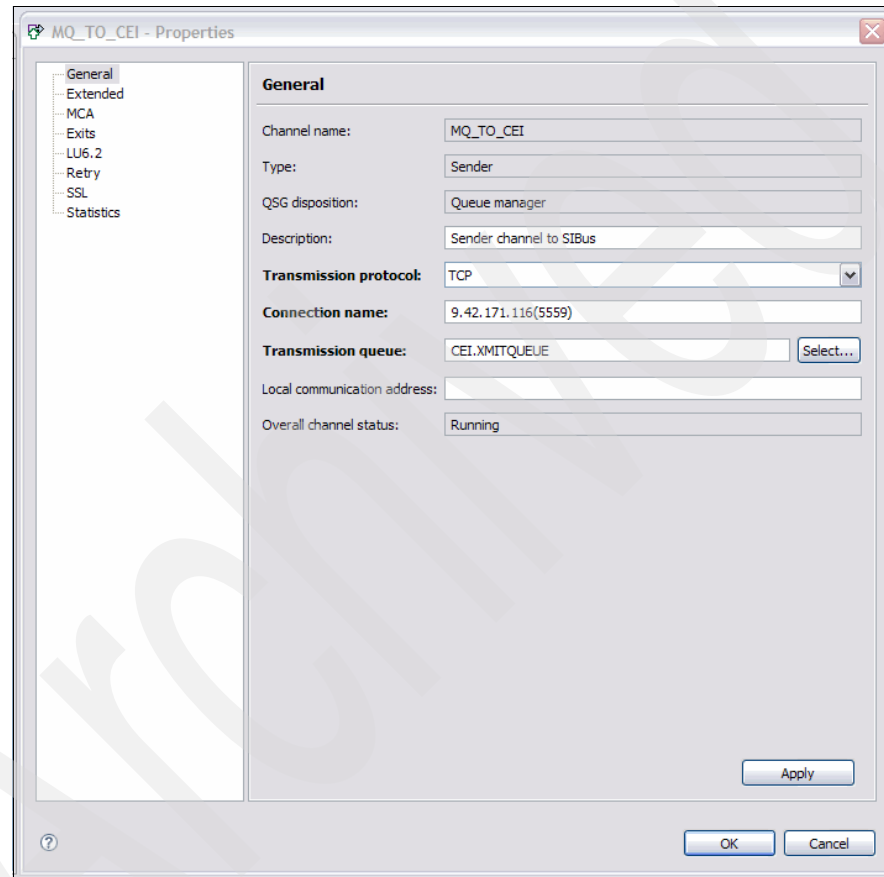 MQ_TO_CEI - Properties
General
Extended
MCA
Exits
LU6.2
Retry
SSL
Statistics
General
Channel name: MQ_TO_CEI
Type: Sender
QSG disposition: Queue manager
Description: Sender channel to SIBus
Transmission protocol: TCP
Connection name: 9.42.171.116(5559)
Transmission queue: CEI.XMITQUEUE Select...
Local communication address:
Overall channel status: Running
Apply
? OK Cancel
Archived